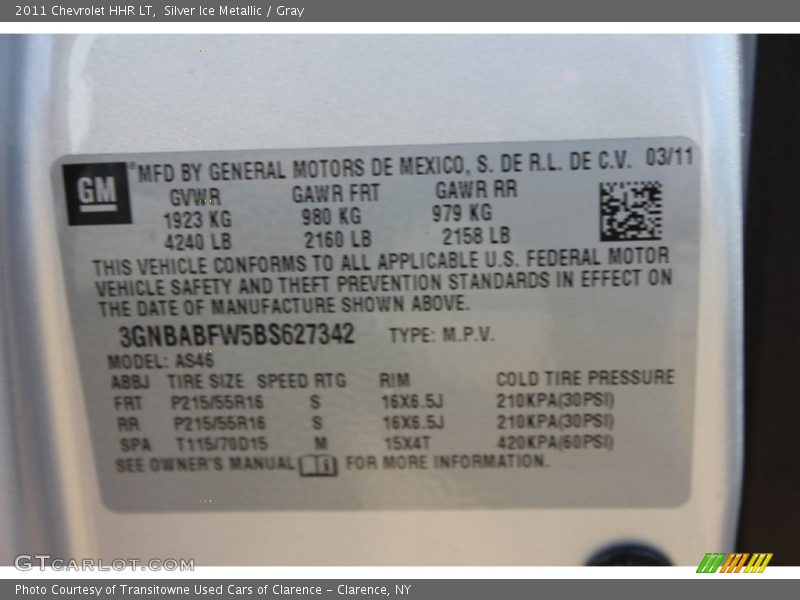 2011 Chevrolet HHR LT,  Silver Ice Metallic / Gray
GM
® MFD BY GENERAL MOTORS DE MEXICO, S. DE R.L. DE C.V. 03/11
GVWR GAWR FRT GAWR RR
1923 KG 980 KG 979 KG
4240 LB 2160 LB 2158 LB
THIS VEHICLE CONFORMS TO ALL APPLICABLE U.S. FEDERAL MOTOR
VEHICLE SAFETY AND THEFT PREVENTION STANDARDS IN EFFECT ON
THE DATE OF MANUFACTURE SHOWN ABOVE.
3GNBABFW5BS627342 TYPE: M.P.V.
MODEL: AS46
ABBJ TIRE SIZE SPEED RTG RIM COLD TIRE PRESSURE
FRT P215/55R16 S 16X6.5J 210KPA(30PSI)
RR P215/55R16 S 16X6.5J 210KPA(30PSI)
SPA T115/70D15 M 15X4T 420KPA(60PSI)
SEE OWNER'S MANUAL i FOR MORE INFORMATION.
GTCARLOT.COM
Photo Courtesy of Transitowne Used Cars of Clarence – Clarence, NY